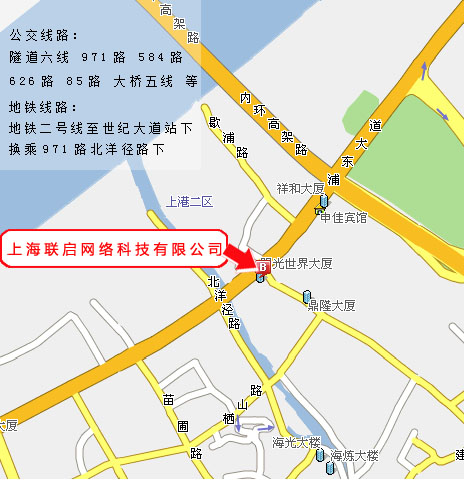 公交线路：
隧道六线 971路 584路
626路 85路 大桥五线 等
地铁线路：
地铁二号线至世纪大道站下
换乘971路北洋径路下
高架路
内环高架路
歇浦路
浦东大道
祥和大厦
申佳宾馆
上港二区
上海联启网络科技有限公司
B
光世界大厦
北洋径路
鼎隆大厦
苗圃路
栖山路
大厦
海光大楼
海炼大楼
建